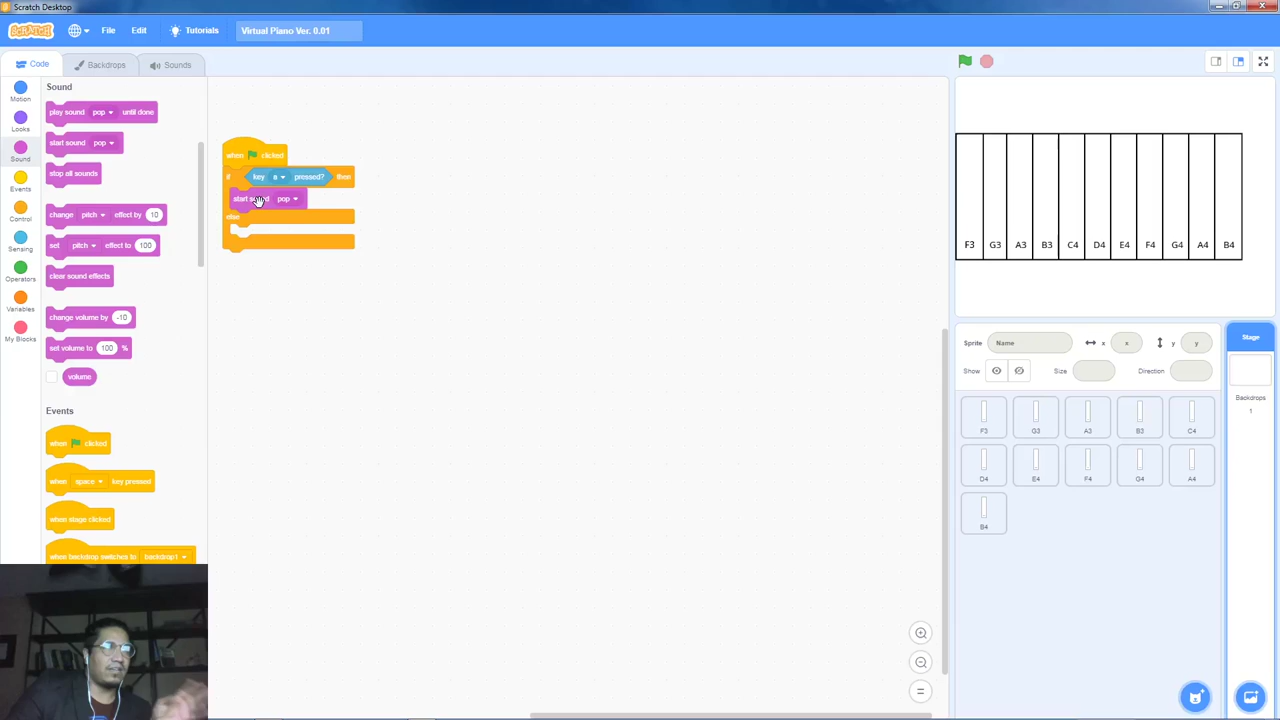 Scratch Desktop
SCRATCH
File
Edit
Tutorials
Virtual Piano Ver. 0.01
Code
Backdrops
Sounds
Motion
Looks
Sound
Events
Control
Sensing
Operators
Variables
My Blocks
Sound
play sound pop until done
start sound pop
stop all sounds
change pitch effect by 10
set pitch effect to 100
clear sound effects
change volume by -10
set volume to 100 %
volume
Events
when clicked
when space key pressed
when stage clicked
when backdrop switches to backdrop1
when clicked
if key pressed? then
start sound pop
else
F3 G3 A3 B3 C4 D4 E4 F4 G4 A4 B4
Sprite Name x x y y
Show Size Direction
F3 G3 A3 B3 C4
D4 E4 F4 G4 A4
B4
Stage
Backdrops
1